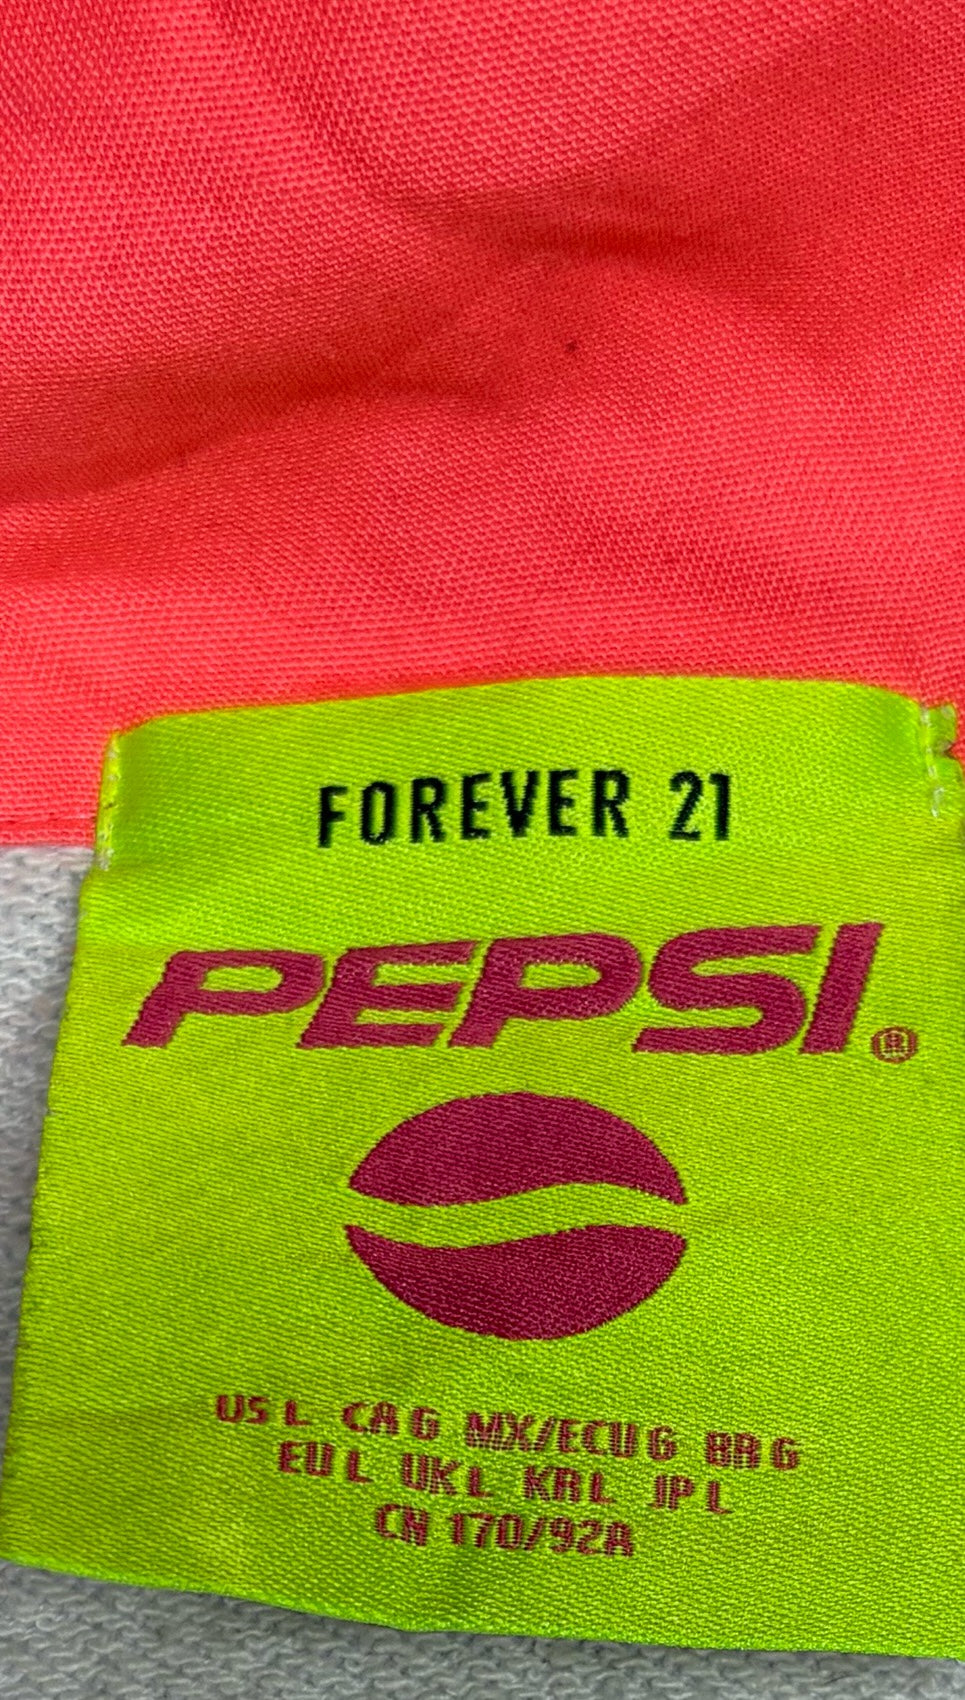 FOREVER 21
PEPSI®
US L CA G MX/ECU G BR G
EU L UK L KR L JP L
CN 170/92A